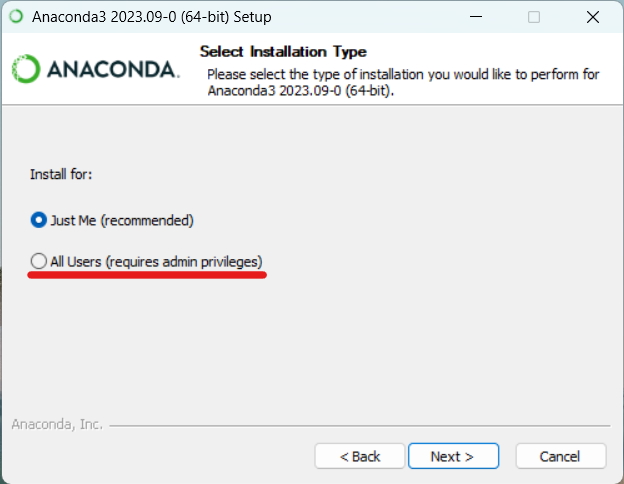 Anaconda3 2023.09-0 (64-bit) Setup
ANACONDA.
Select Installation Type
Please select the type of installation you would like to perform for
Anaconda3 2023.09-0 (64-bit).
Install for:
Just Me (recommended)
All Users (requires admin privileges)
Anaconda, Inc.
< Back Next > Cancel